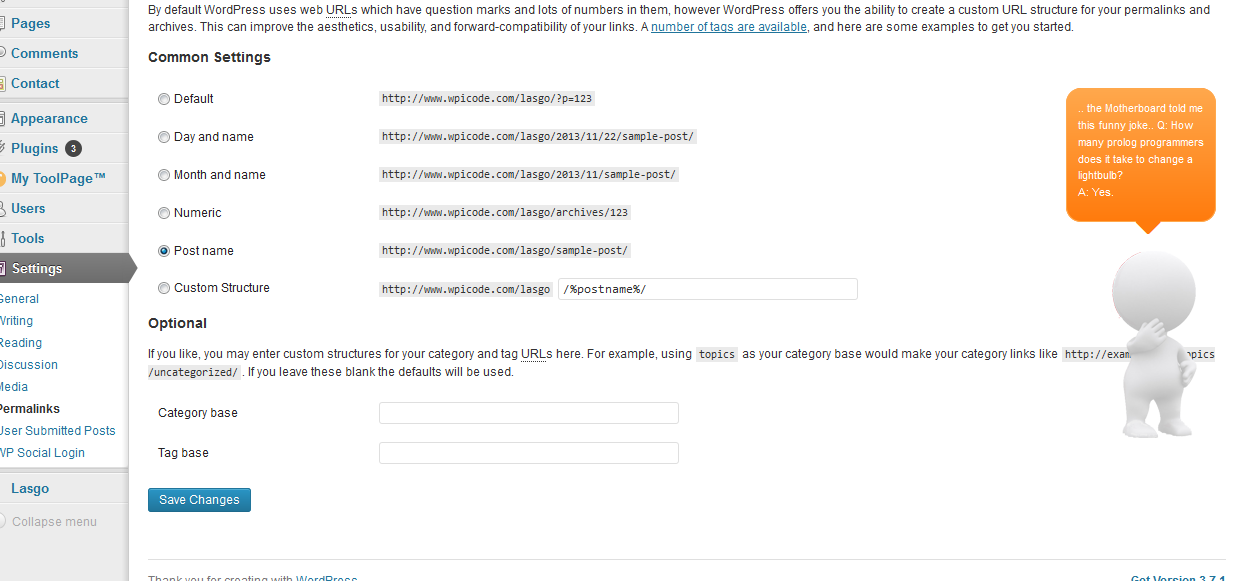 Pages
Comments
Contact
Appearance
Plugins 3
My ToolPage™
Users
Tools
Settings
General
Writing
Reading
Discussion
Media
Permalinks
User Submitted Posts
WP Social Login
Lasgo
Collapse menu
By default WordPress uses web URLs which have question marks and lots of numbers in them, however WordPress offers you the ability to create a custom URL structure for your permalinks and
archives. This can improve the aesthetics, usability, and forward-compatibility of your links. A number of tags are available, and here are some examples to get you started.
Common Settings
Default http://www.wpicode.com/lasgo/?p=123
Day and name http://www.wpicode.com/lasgo/2013/11/22/sample-post/
Month and name http://www.wpicode.com/lasgo/2013/11/sample-post/
Numeric http://www.wpicode.com/lasgo/archives/123
Post name http://www.wpicode.com/lasgo/sample-post/
Custom Structure http://www.wpicode.com/lasgo /%postname%/
Optional
If you like, you may enter custom structures for your category and tag URLs here. For example, using topics as your category base would make your category links like http://exam opics
/uncategorized/ . If you leave these blank the defaults will be used.
Category base
Tag base
Save Changes
.. the Motherboard told me
this funny joke.. Q: How
many prolog programmers
does it take to change a
lightbulb?
A: Yes.
Thank you for creating with WordPress
Get Version 3.7.1